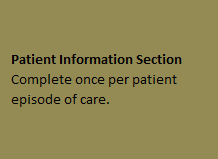 Patient Information Section
Complete once per patient
episode of care.